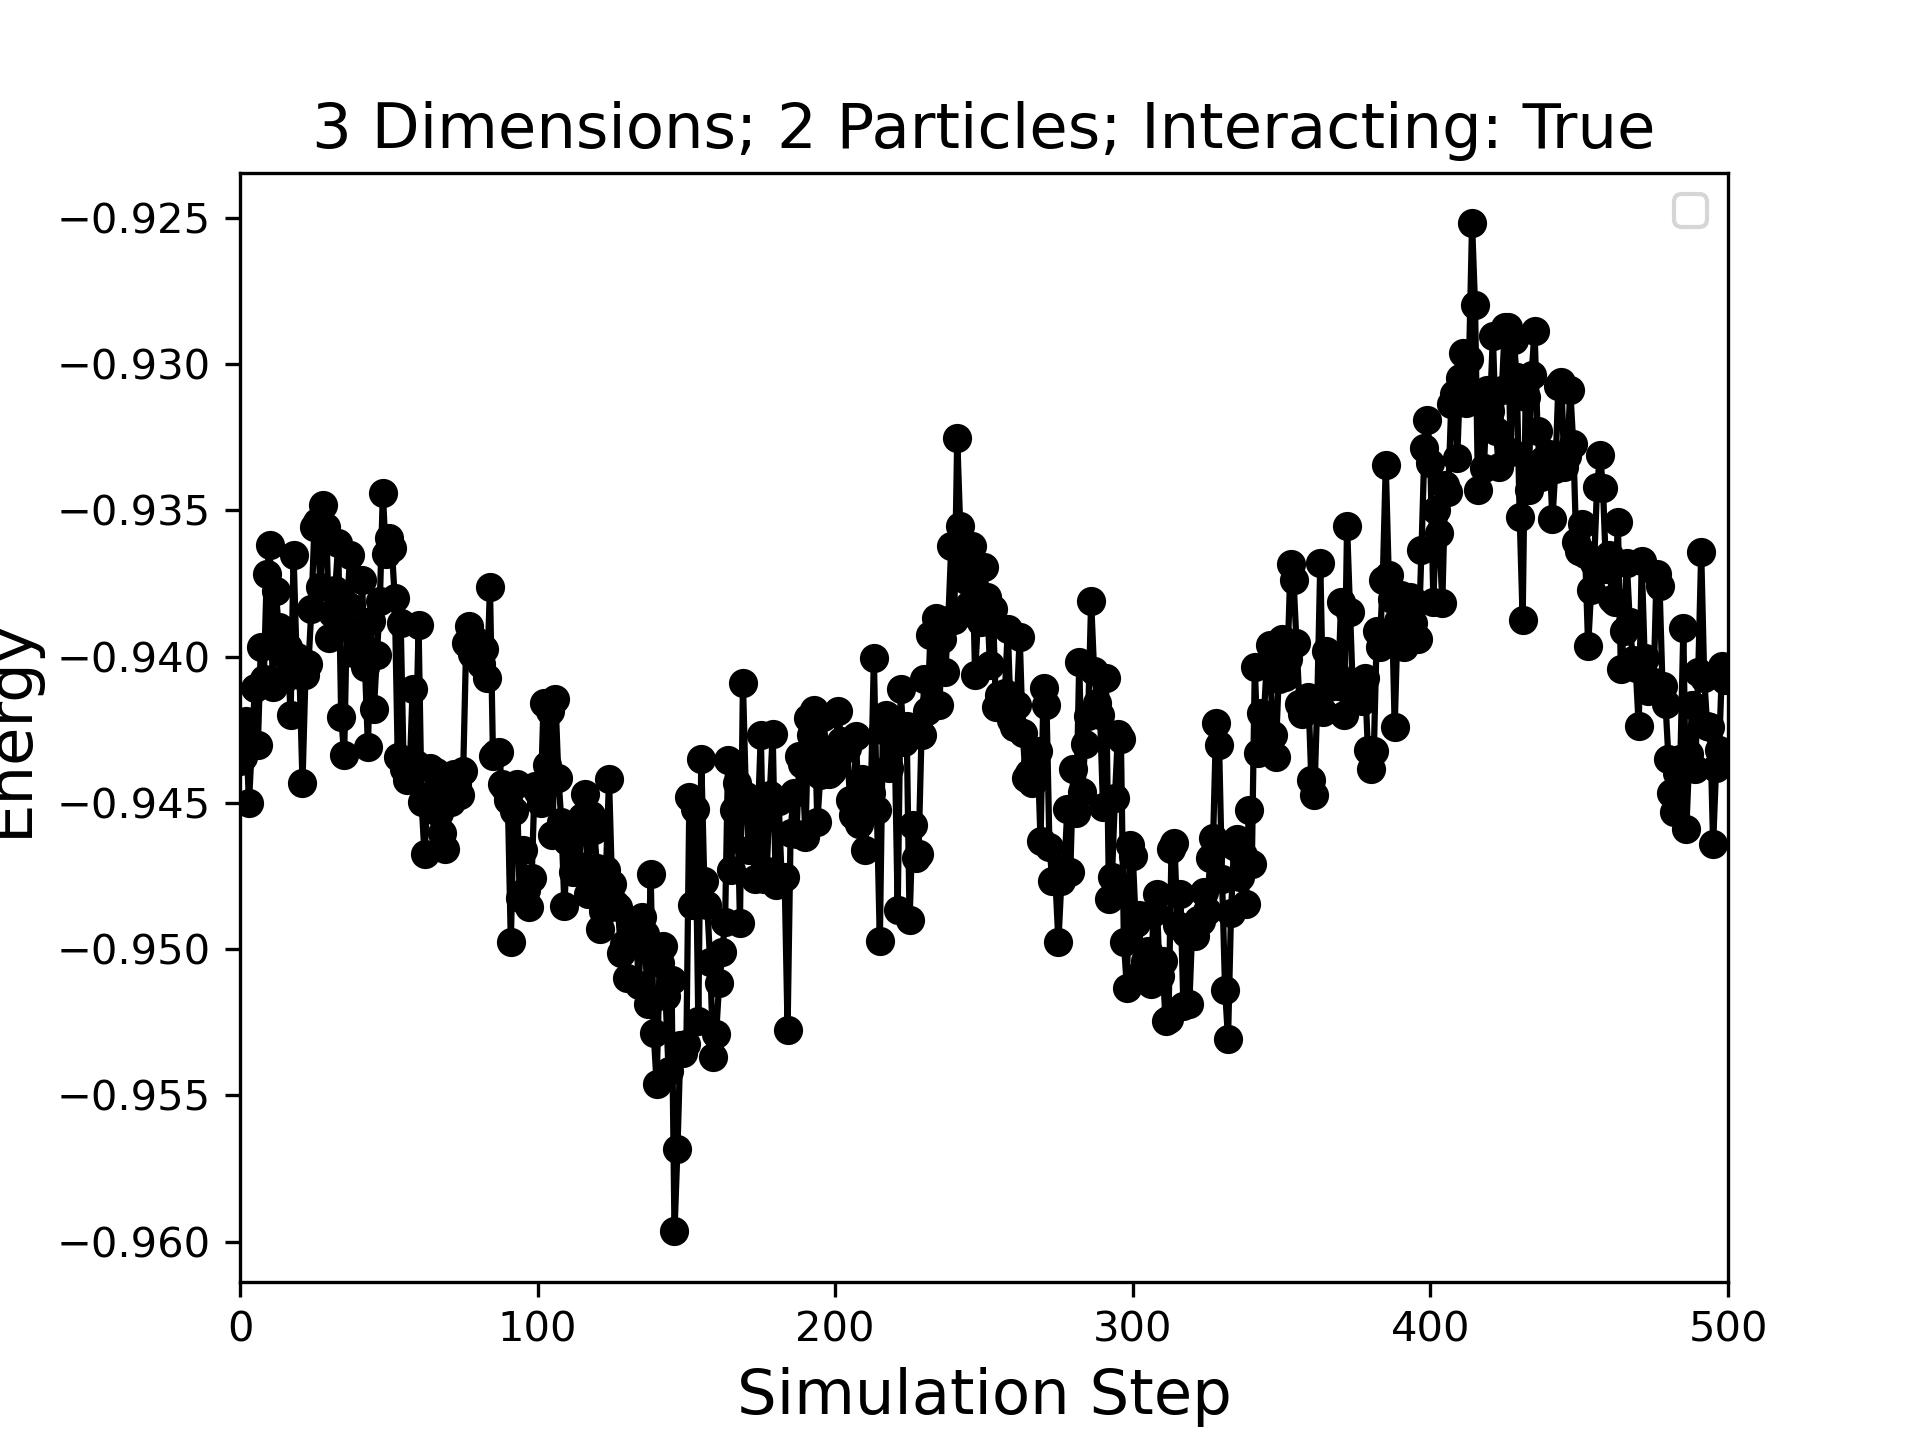 3 Dimensions; 2 Particles; Interacting: True
Energy
−0.925
−0.930
−0.935
−0.940
−0.945
−0.950
−0.955
−0.960
0 100 200 300 400 500
Simulation Step